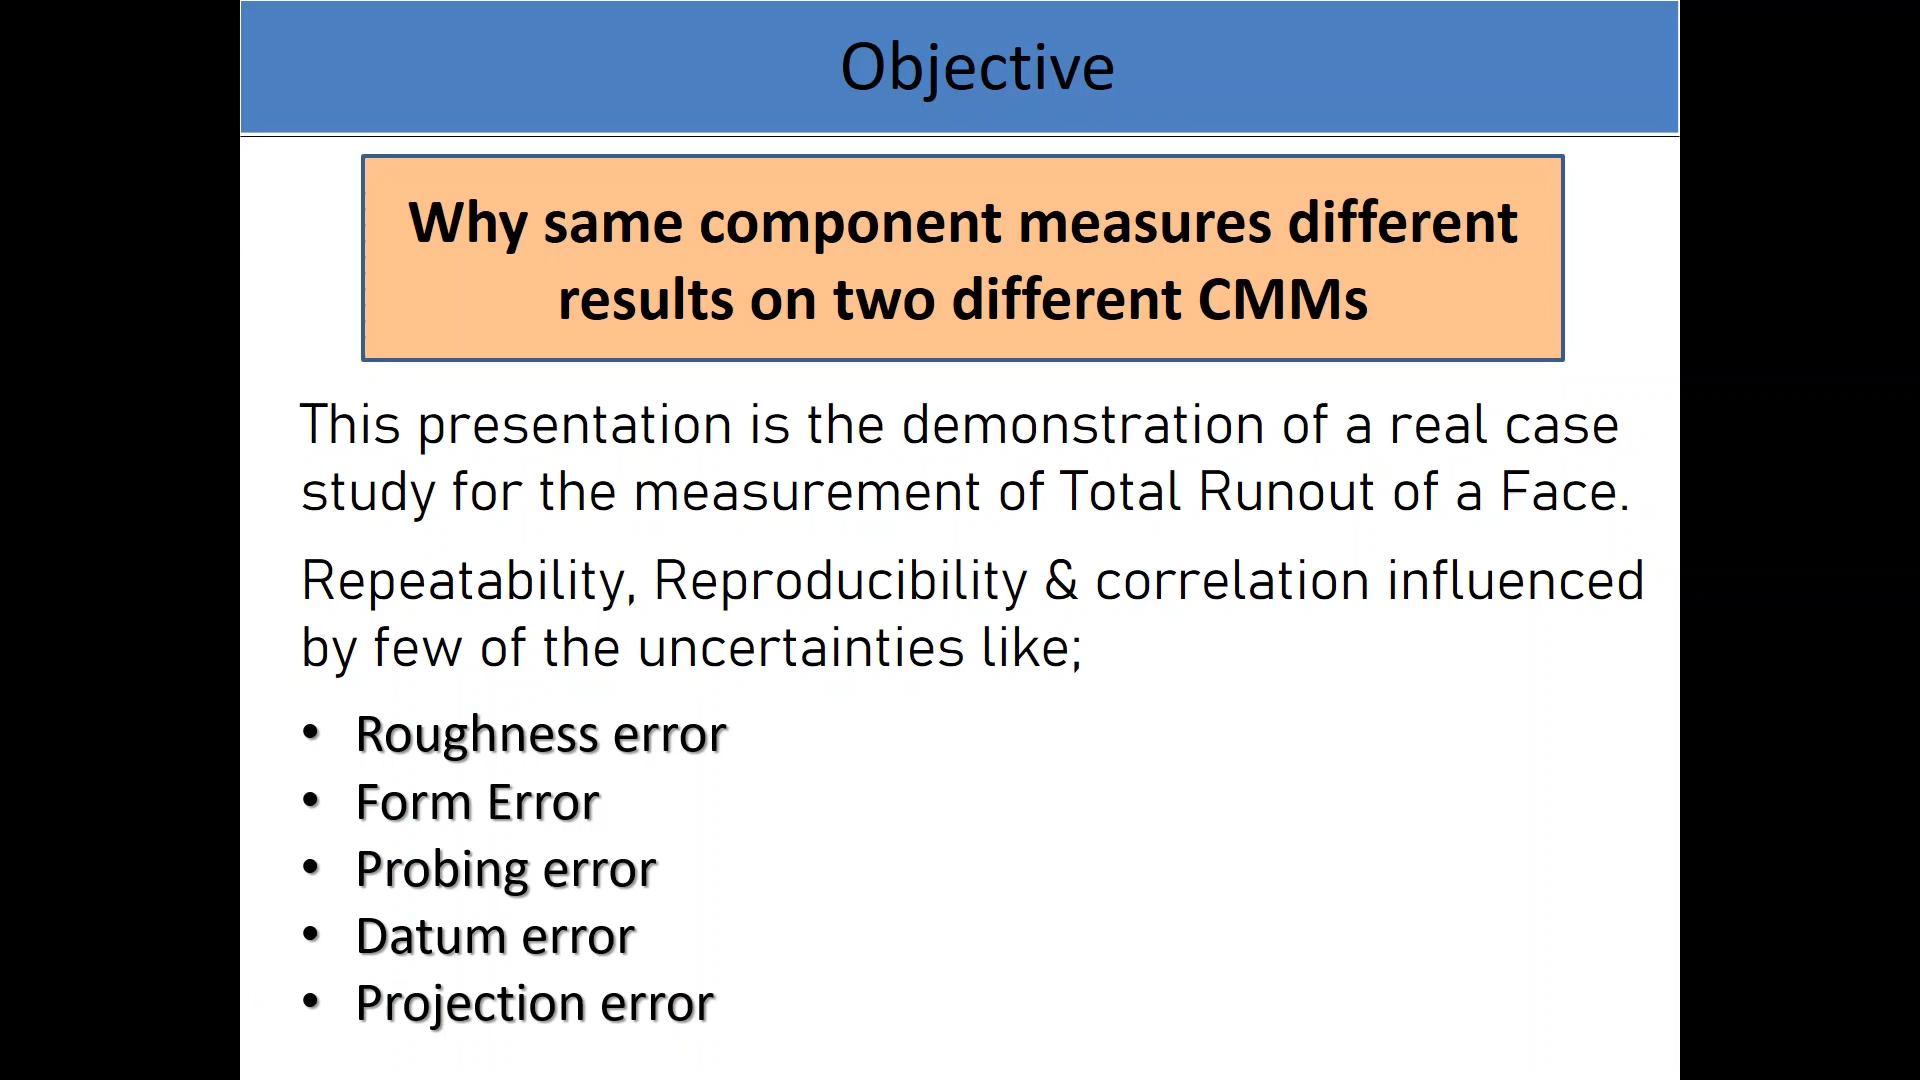 Objective
Why same component measures different
results on two different CMMs
This presentation is the demonstration of a real case
study for the measurement of Total Runout of a Face.
Repeatability, Reproducibility & correlation influenced
by few of the uncertainties like;
• Roughness error
• Form Error
• Probing error
• Datum error
• Projection error